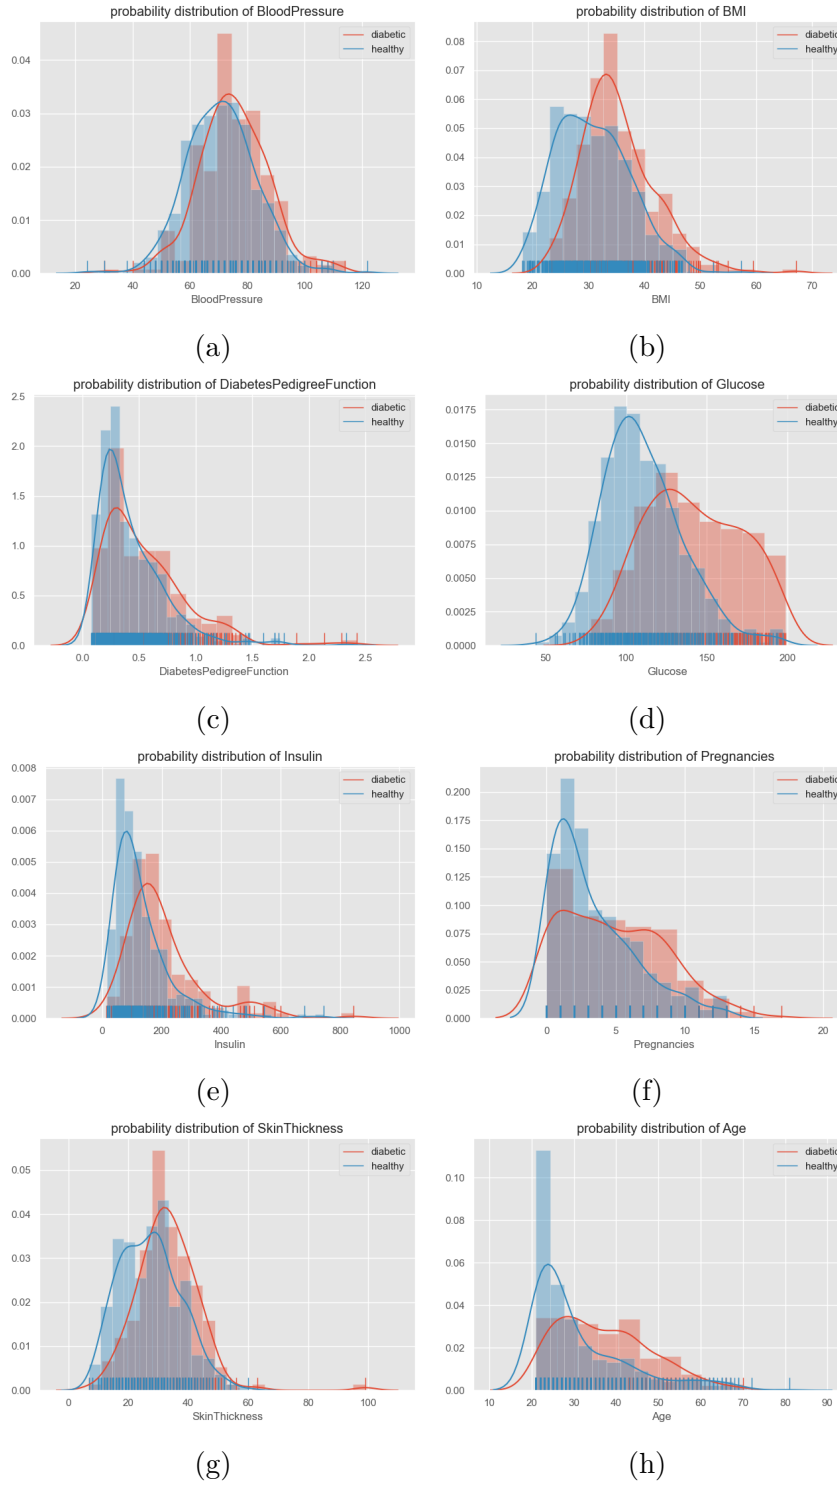 probability distribution of BloodPressure
diabetic
healthy
0.04
0.03
0.02
0.01
0.00
20 40 60 80 100 120
BloodPressure
(a)
probability distribution of BMI
diabetic
healthy
0.08
0.07
0.06
0.05
0.04
0.03
0.02
0.01
0.00
10 20 30 40 50 60 70
BMI
(b)
probability distribution of DiabetesPedigreeFunction
diabetic
healthy
2.5
2.0
1.5
1.0
0.5
0.0
0.0 0.5 1.0 1.5 2.0 2.5
DiabetesPedigreeFunction
(c)
probability distribution of Glucose
diabetic
healthy
0.0175
0.0150
0.0125
0.0100
0.0075
0.0050
0.0025
0.0000
50 100 150 200
Glucose
(d)
probability distribution of Insulin
diabetic
healthy
0.008
0.007
0.006
0.005
0.004
0.003
0.002
0.001
0.000
0 200 400 600 800 1000
Insulin
(e)
probability distribution of Pregnancies
diabetic
healthy
0.200
0.175
0.150
0.125
0.100
0.075
0.050
0.025
0.000
0 5 10 15 20
Pregnancies
(f)
probability distribution of SkinThickness
diabetic
healthy
0.05
0.04
0.03
0.02
0.01
0.00
0 20 40 60 80 100
SkinThickness
(g)
probability distribution of Age
diabetic
healthy
0.10
0.08
0.06
0.04
0.02
0.00
10 20 30 40 50 60 70 80 90
Age
(h)